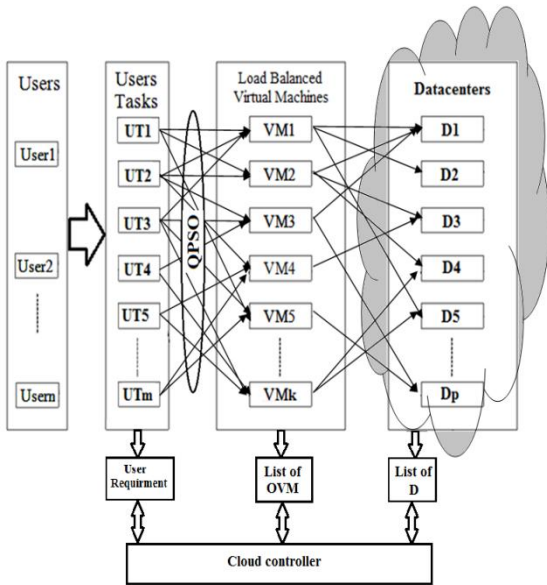 Users
User1
User2
Usern
Users
Tasks
UT1
UT2
UT3
UT4
UT5
UTm
QPSO
Load Balanced
Virtual Machines
VM1
VM2
VM3
VM4
VM5
VMk
Datacenters
D1
D2
D3
D4
D5
Dp
User
Requirment
List of
OVM
List of
D
Cloud controller